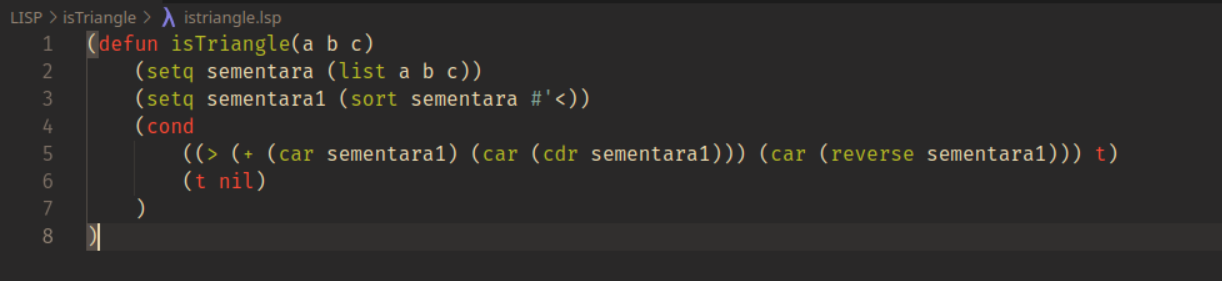 LISP > isTriangle > λ istriangle.lsp
1 (defun isTriangle(a b c)
2     (setq sementara (list a b c))
3     (setq sementara1 (sort sementara #'<))
4     (cond
5         ((> (+ (car sementara1) (car (cdr sementara1))) (car (reverse sementara1))) t)
6         (t nil)
7     )
8 )